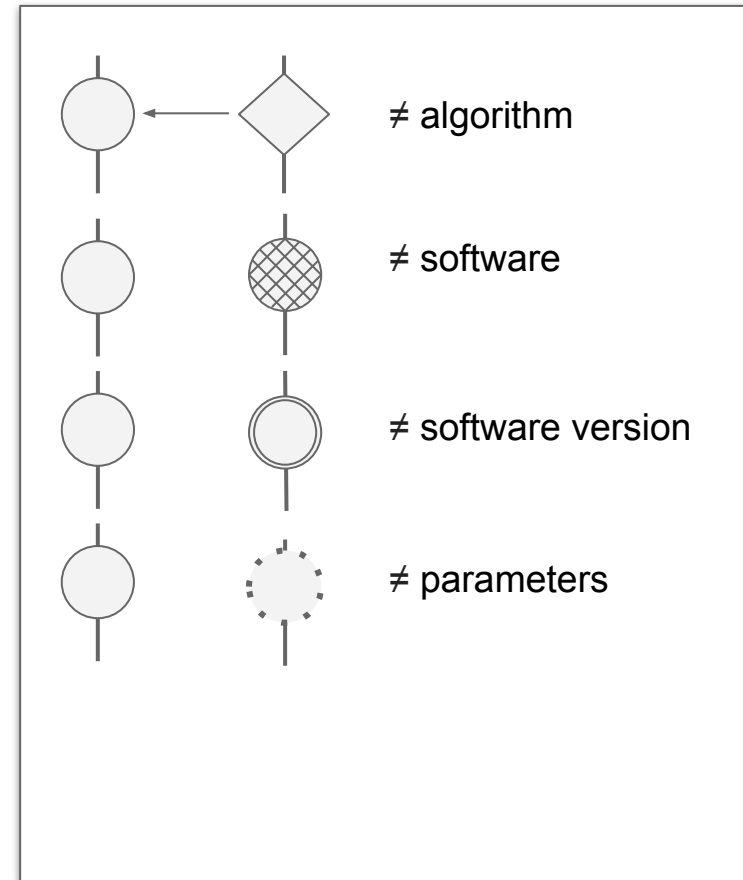 ≠ algorithm
≠ software
≠ software version
≠ parameters